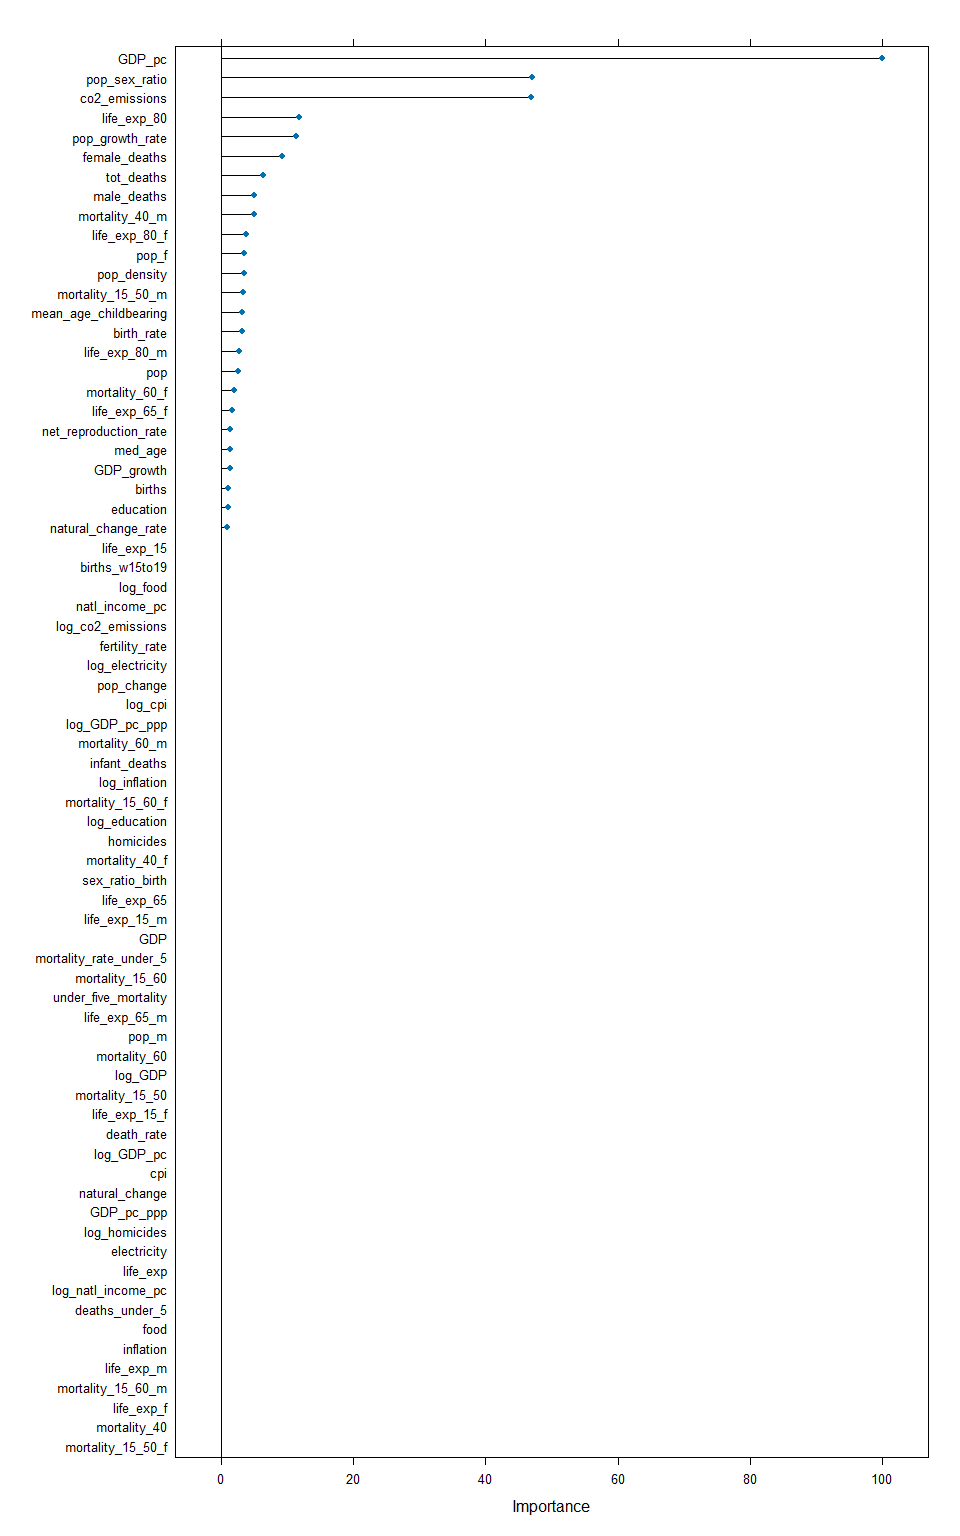 GDP_pc
pop_sex_ratio
co2_emissions
life_exp_80
pop_growth_rate
female_deaths
tot_deaths
male_deaths
mortality_40_m
life_exp_80_f
pop_f
pop_density
mortality_15_50_m
mean_age_childbearing
birth_rate
life_exp_80_m
pop
mortality_60_f
life_exp_65_f
net_reproduction_rate
med_age
GDP_growth
births
education
natural_change_rate
life_exp_15
births_w15to19
log_food
natl_income_pc
log_co2_emissions
fertility_rate
log_electricity
pop_change
log_cpi
log_GDP_pc_ppp
mortality_60_m
infant_deaths
log_inflation
mortality_15_60_f
log_education
homicides
mortality_40_f
sex_ratio_birth
life_exp_65
life_exp_15_m
GDP
mortality_rate_under_5
mortality_15_60
under_five_mortality
life_exp_65_m
pop_m
mortality_60
log_GDP
mortality_15_50
life_exp_15_f
death_rate
log_GDP_pc
cpi
natural_change
GDP_pc_ppp
log_homicides
electricity
life_exp
log_natl_income_pc
deaths_under_5
food
inflation
life_exp_m
mortality_15_60_m
life_exp_f
mortality_40
mortality_15_50_f
0 20 40 60 80 100
Importance